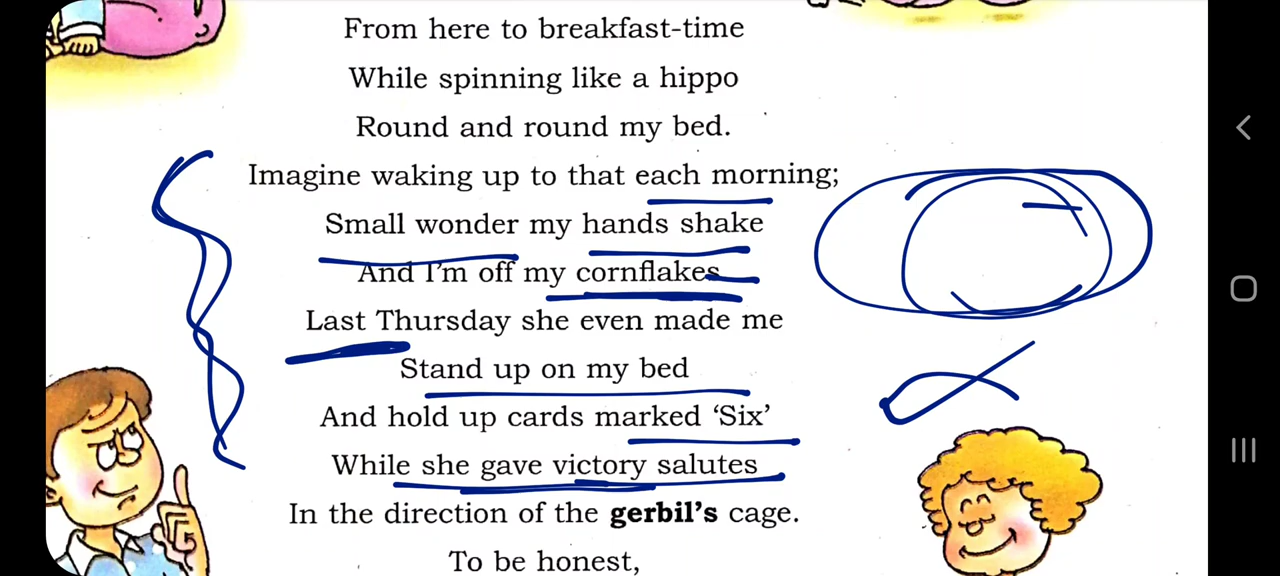 From here to breakfast-time
While spinning like a hippo
Round and round my bed.
Imagine waking up to that each morning;
Small wonder my hands shake
And I'm off my cornflakes
Last Thursday she even made me
Stand up on my bed
And hold up cards marked ‘Six’
While she gave victory salutes
In the direction of the gerbil's cage.
To be honest,